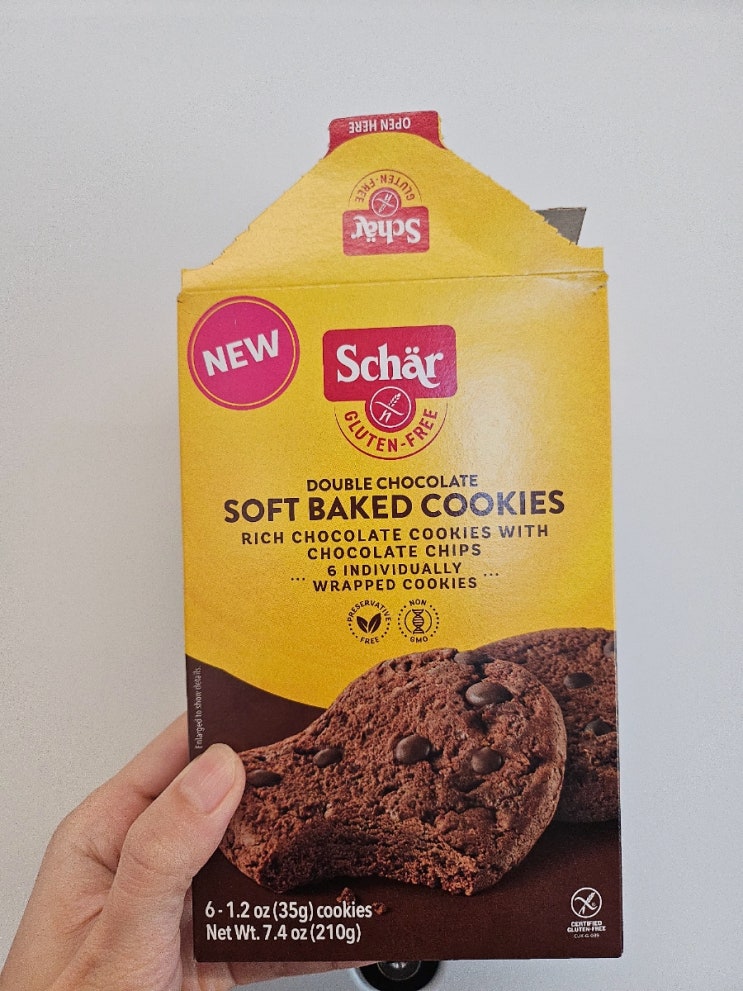 OPEN HERE
GLUTEN-FREE
Schär
NEW
Schär
GLUTEN-FREE
DOUBLE CHOCOLATE
SOFT BAKED COOKIES
RICH CHOCOLATE COOKIES WITH
CHOCOLATE CHIPS
6 INDIVIDUALLY
... WRAPPED COOKIES ...
PRESERVATIVE
FREE
NON
GMO
Enlarged to show details.
6 - 1.2 oz (35g) cookies
Net Wt. 7.4 oz (210g)
CERTIFIED
GLUTEN-FREE